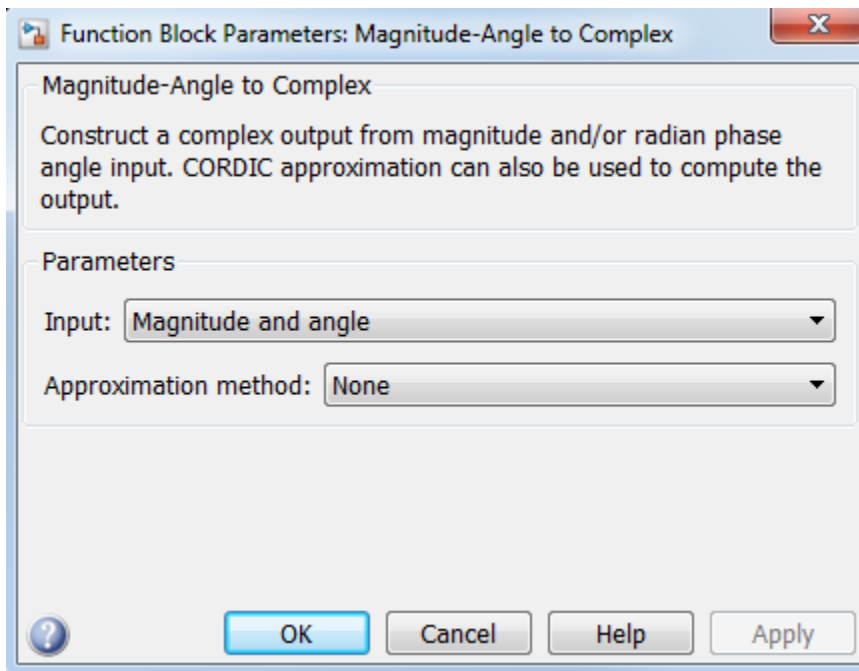 Function Block Parameters: Magnitude-Angle to Complex
Magnitude-Angle to Complex
Construct a complex output from magnitude and/or radian phase
angle input. CORDIC approximation can also be used to compute the
output.
Parameters
Input: Magnitude and angle
Approximation method: None
OK Cancel Help Apply